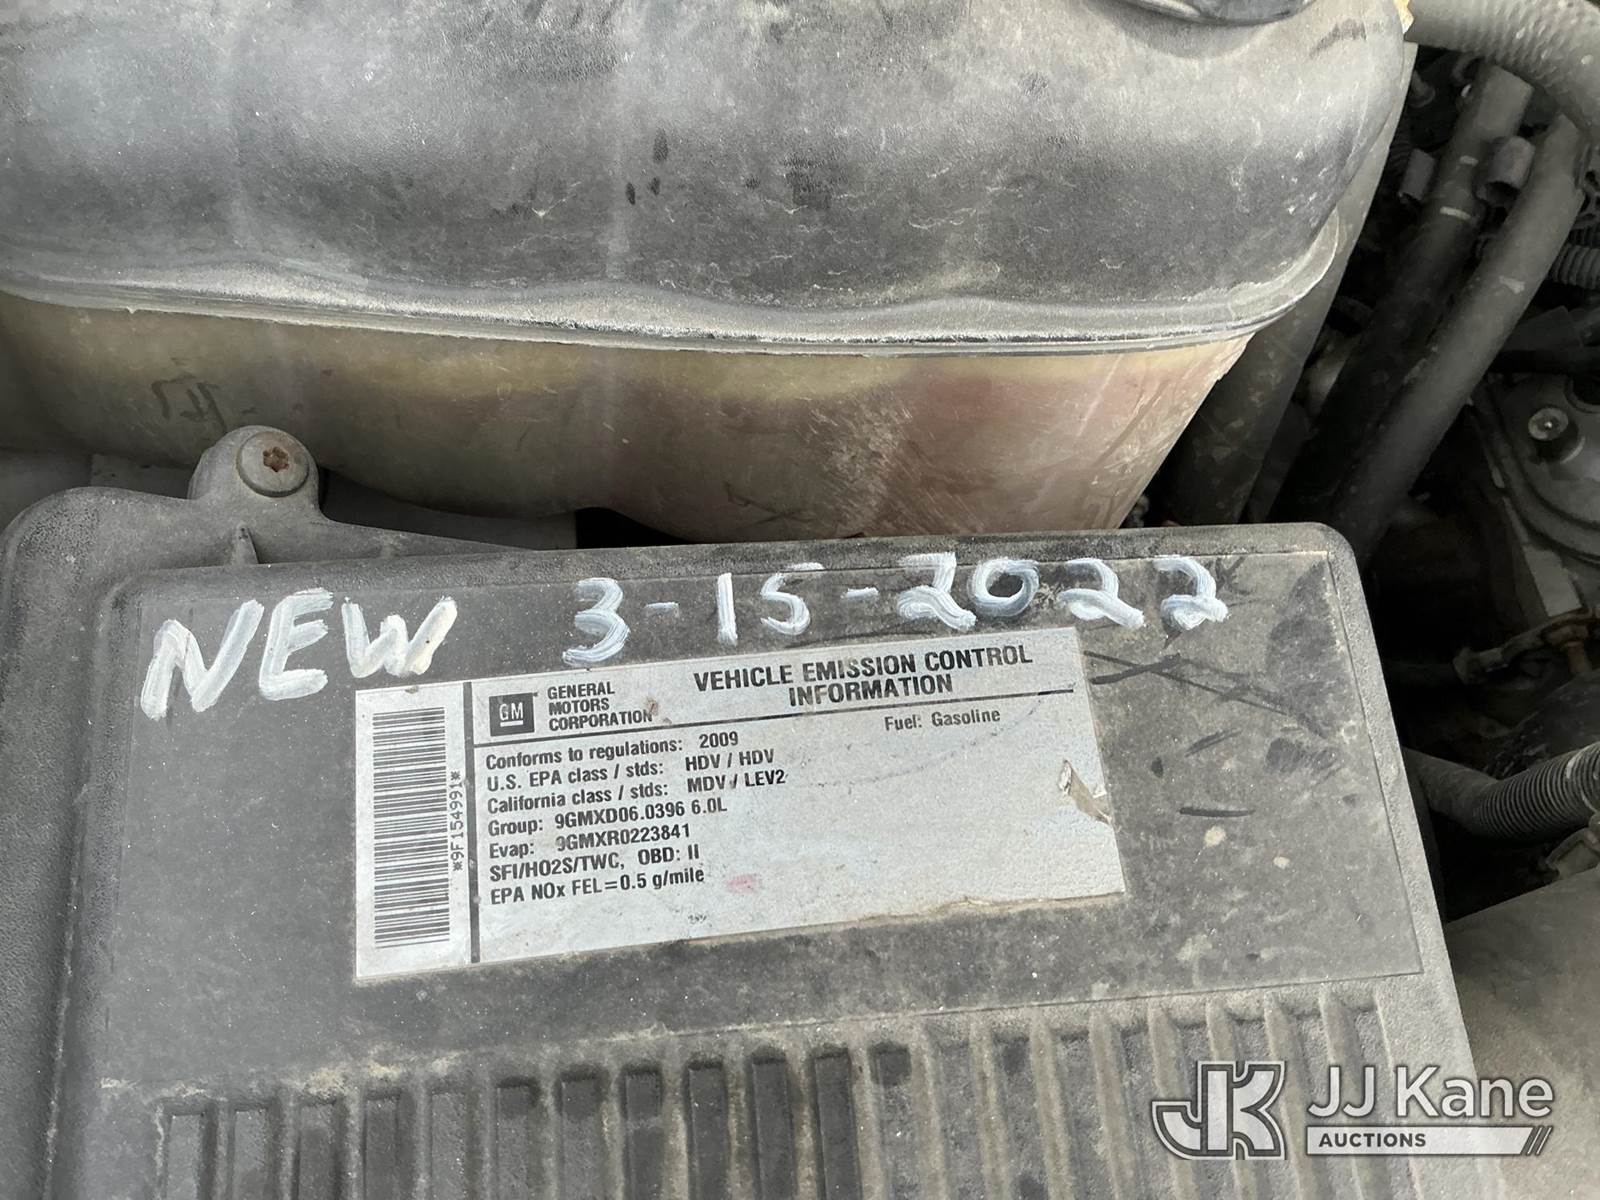 NEW 3-15-2022
GM
GENERAL
MOTORS
CORPORATION
VEHICLE EMISSION CONTROL
INFORMATION
Fuel: Gasoline
Conforms to regulations: 2009
U.S. EPA class / stds: HDV / HDV
California class / stds: MDV / LEV2
Group: 9GMXD06.0396 6.0L
Evap: 9GMXR0223841
SFI/HO2S/TWC, OBD: II
EPA NOx FEL=0.5 g/mile
*9F154991*
JK
JJ Kane
AUCTIONS